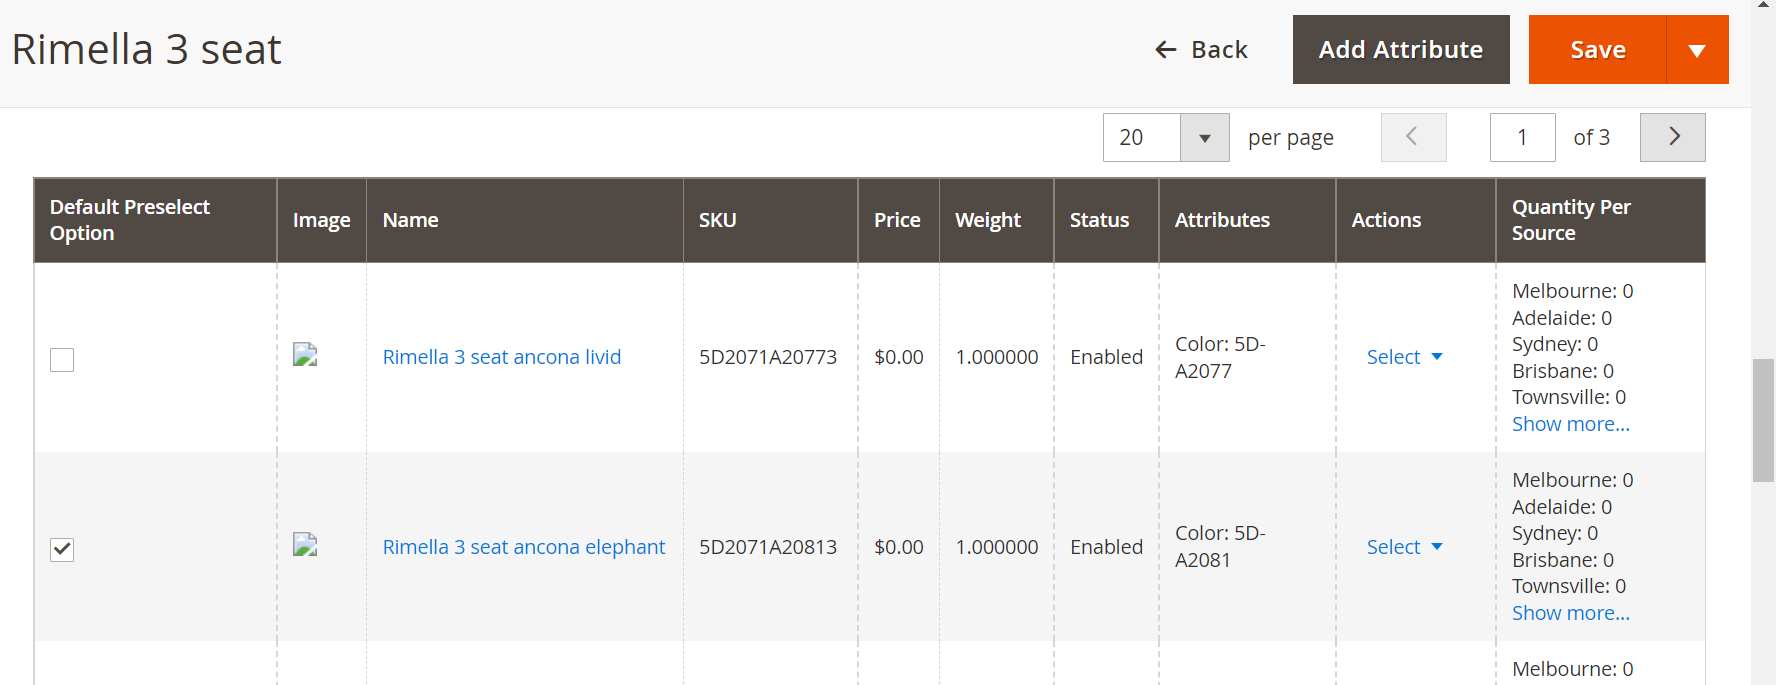 Rimella 3 seat
← Back
Add Attribute
Save
20
per page
1
of 3
Default Preselect
Option
Image
Name
SKU
Price
Weight
Status
Attributes
Actions
Quantity Per
Source
Rimella 3 seat ancona livid
5D2071A20773
$0.00
1.000000
Enabled
Color: 5D-
A2077
Select
Melbourne: 0
Adelaide: 0
Sydney: 0
Brisbane: 0
Townsville: 0
Show more...
Rimella 3 seat ancona elephant
5D2071A20813
$0.00
1.000000
Enabled
Color: 5D-
A2081
Select
Melbourne: 0
Adelaide: 0
Sydney: 0
Brisbane: 0
Townsville: 0
Show more...
Melbourne: 0